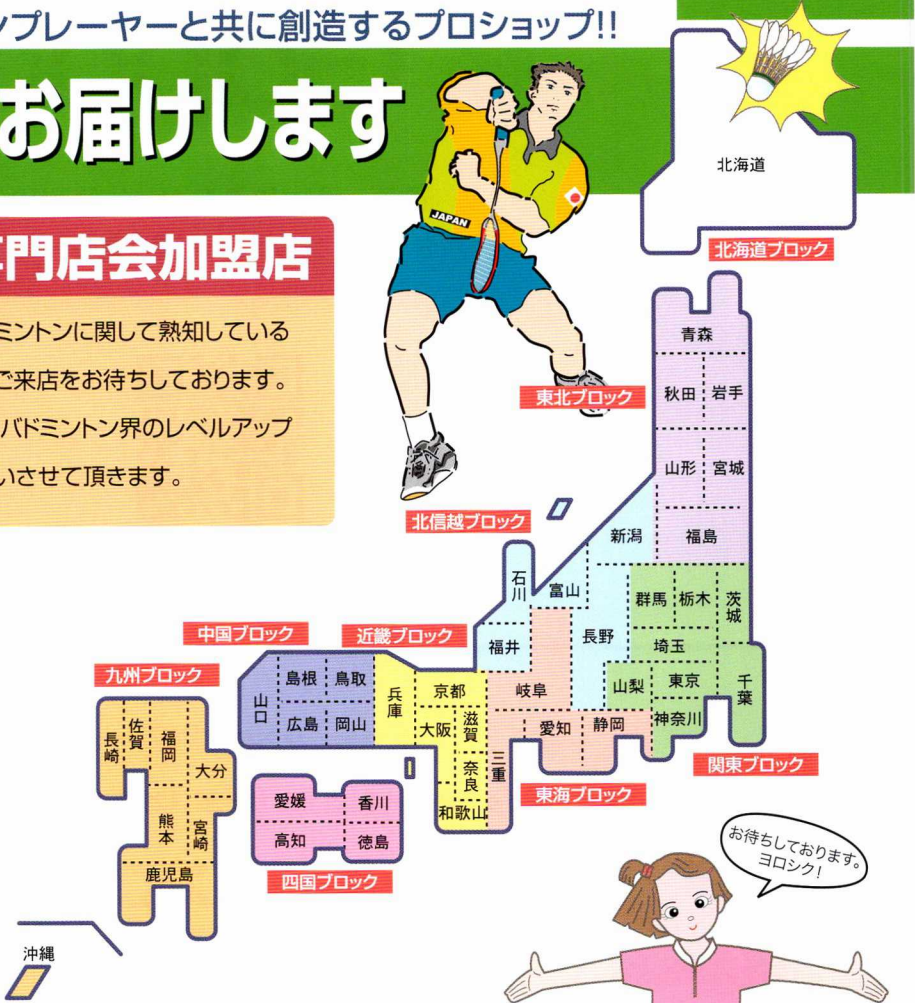 ンプレーヤーと共に創造するプロショップ!!
お届けします
門店会加盟店
ミントンに関して熟知している
ご来店をお待ちしております。
バドミントン界のレベルアップ
いさせて頂きます。
JAPAN
北海道
北海道ブロック
青森
秋田
岩手
東北ブロック
山形
宮城
北信越ブロック
新潟
福島
石川
富山
群馬
栃木
茨城
福井
長野
埼玉
中国ブロック
近畿ブロック
九州ブロック
山口
島根
鳥取
兵庫
京都
岐阜
山梨
東京
千葉
広島
岡山
大阪
滋賀
愛知
静岡
神奈川
長崎
佐賀
福岡
大分
奈良
三重
関東ブロック
東海ブロック
和歌山
愛媛
香川
高知
徳島
四国ブロック
熊本
宮崎
鹿児島
沖縄
お待ちしております。
ヨロシク!